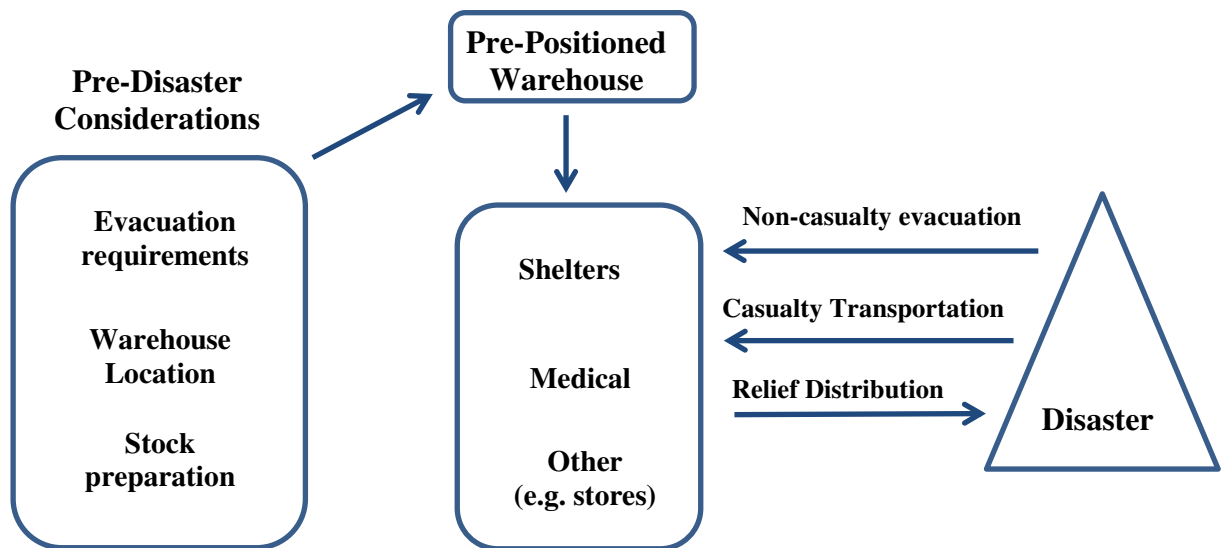 Pre-Disaster
Considerations
Evacuation
requirements
Warehouse
Location
Stock
preparation
Pre-Positioned
Warehouse
Shelters
Medical
Other
(e.g. stores)
Non-casualty evacuation
Casualty Transportation
Relief Distribution
Disaster